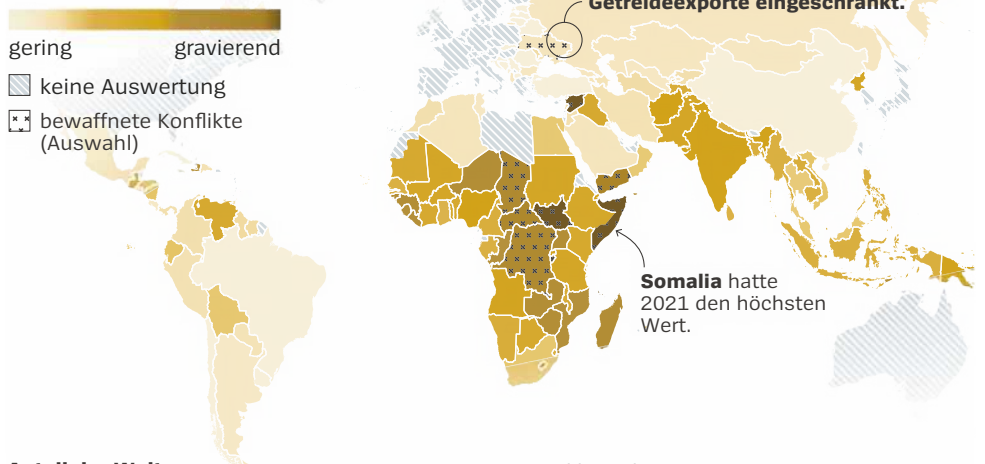 Getreideexporte eingeschränkt.
gering gravierend
keine Auswertung
bewaffnete Konflikte
(Auswahl)
Somalia hatte
2021 den höchsten
Wert.